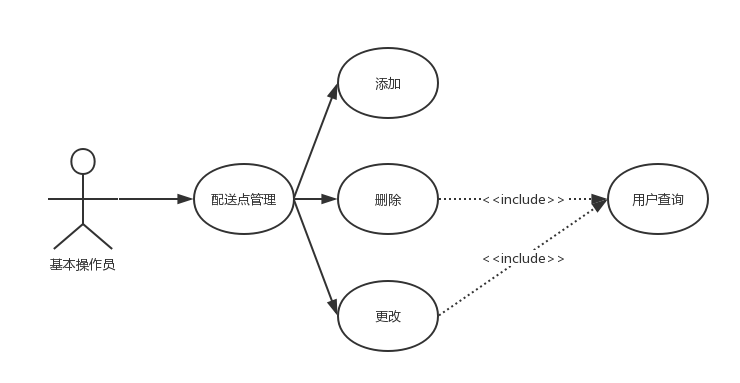 添加
配送点管理
删除
<<include>>
用户查询
<<include>>
基本操作员
更改